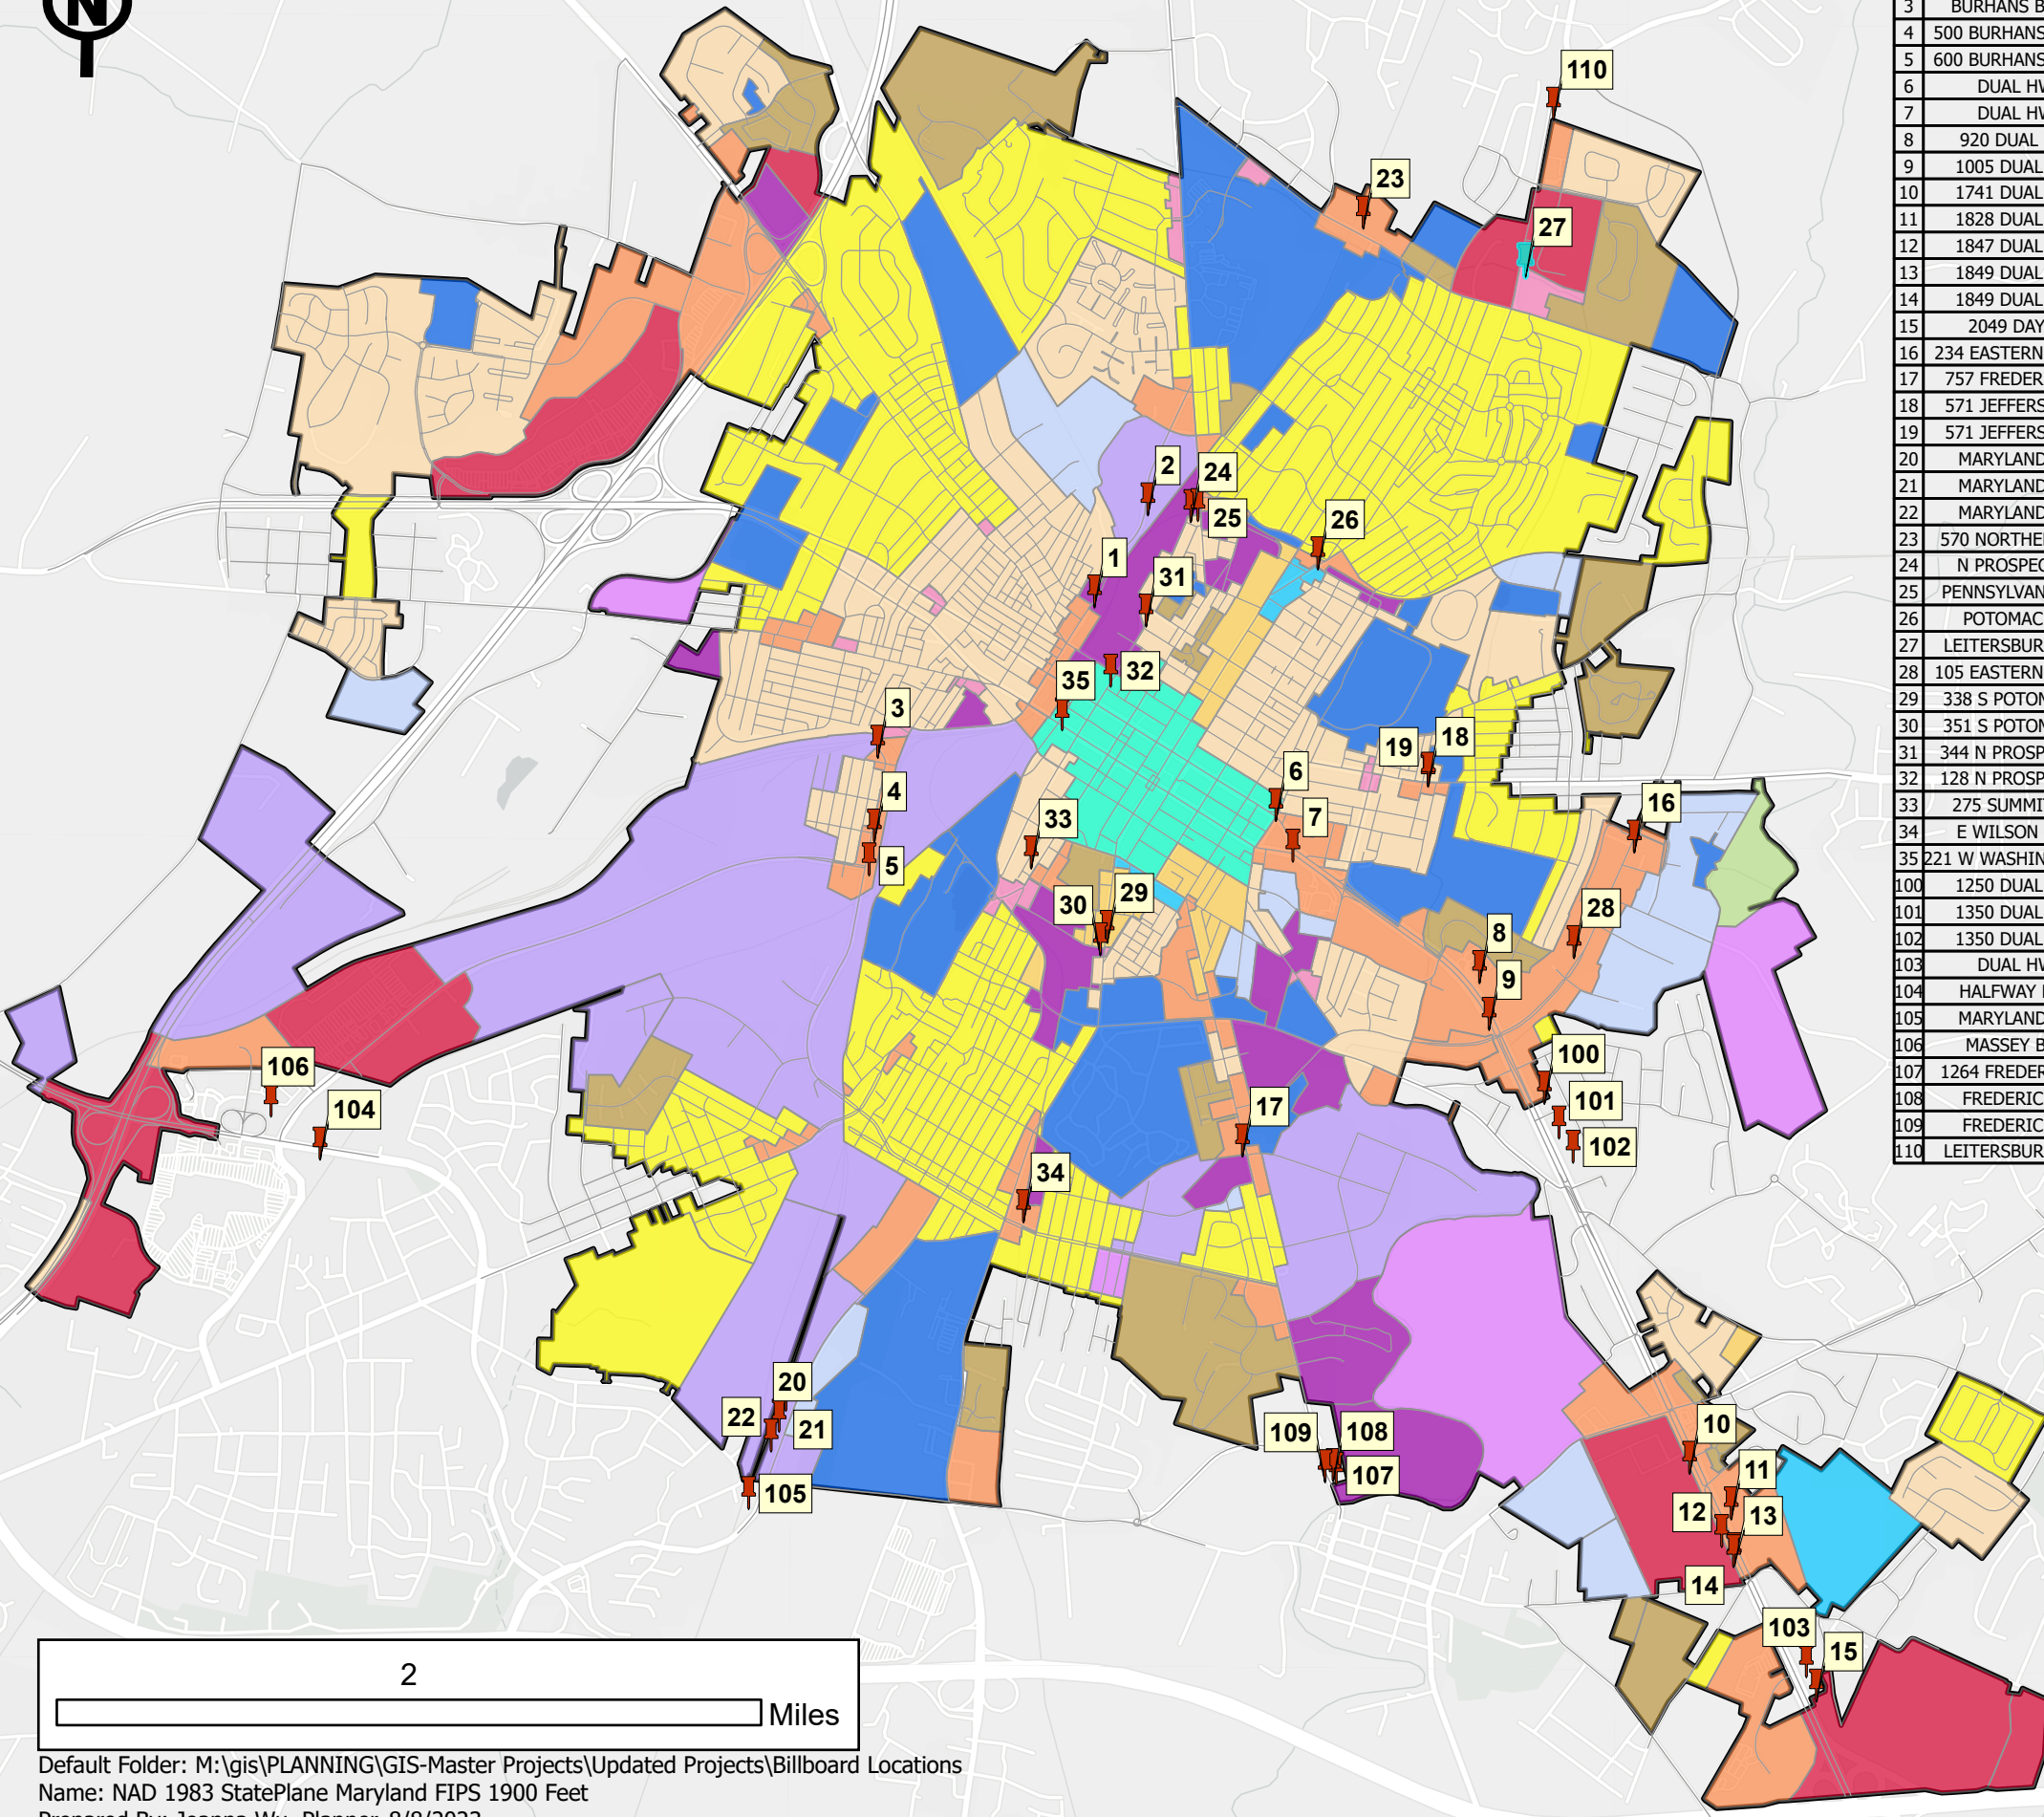 N
110
23
27
2
24
25
26
1
31
32
35
3
19
18
6
4
16
33
7
5
30
29
28
8
9
100
106
101
104
17
102
34
20
10
22
21
109
108
11
107
105
12
13
14
103
15
3 BURHANS B
4 500 BURHANS
5 600 BURHANS
6 DUAL HW
7 DUAL HW
8 920 DUAL
9 1005 DUAL
10 1741 DUAL
11 1828 DUAL
12 1847 DUAL
13 1849 DUAL
14 1849 DUAL
15 2049 DAY
16 234 EASTERN
17 757 FREDER
18 571 JEFFERS
19 571 JEFFERS
20 MARYLAND
21 MARYLAND
22 MARYLAND
23 570 NORTHE
24 N PROSPEC
25 PENNSYLVAN
26 POTOMAC
27 LEITERSBUR
28 105 EASTERN
29 338 S POTO
30 351 S POTO
31 344 N PROSP
32 128 N PROSP
33 275 SUMMI
34 E WILSON
35 221 W WASHIN
100 1250 DUAL
101 1350 DUAL
102 1350 DUAL
103 DUAL HW
104 HALFWAY
105 MARYLAND
106 MASSEY B
107 1264 FREDER
108 FREDERIC
109 FREDERIC
110 LEITERSBUR
2
Miles
Default Folder: M:\gis\PLANNING\GIS-Master Projects\Updated Projects\Billboard Locations
Name: NAD 1983 StatePlane Maryland FIPS 1900 Feet